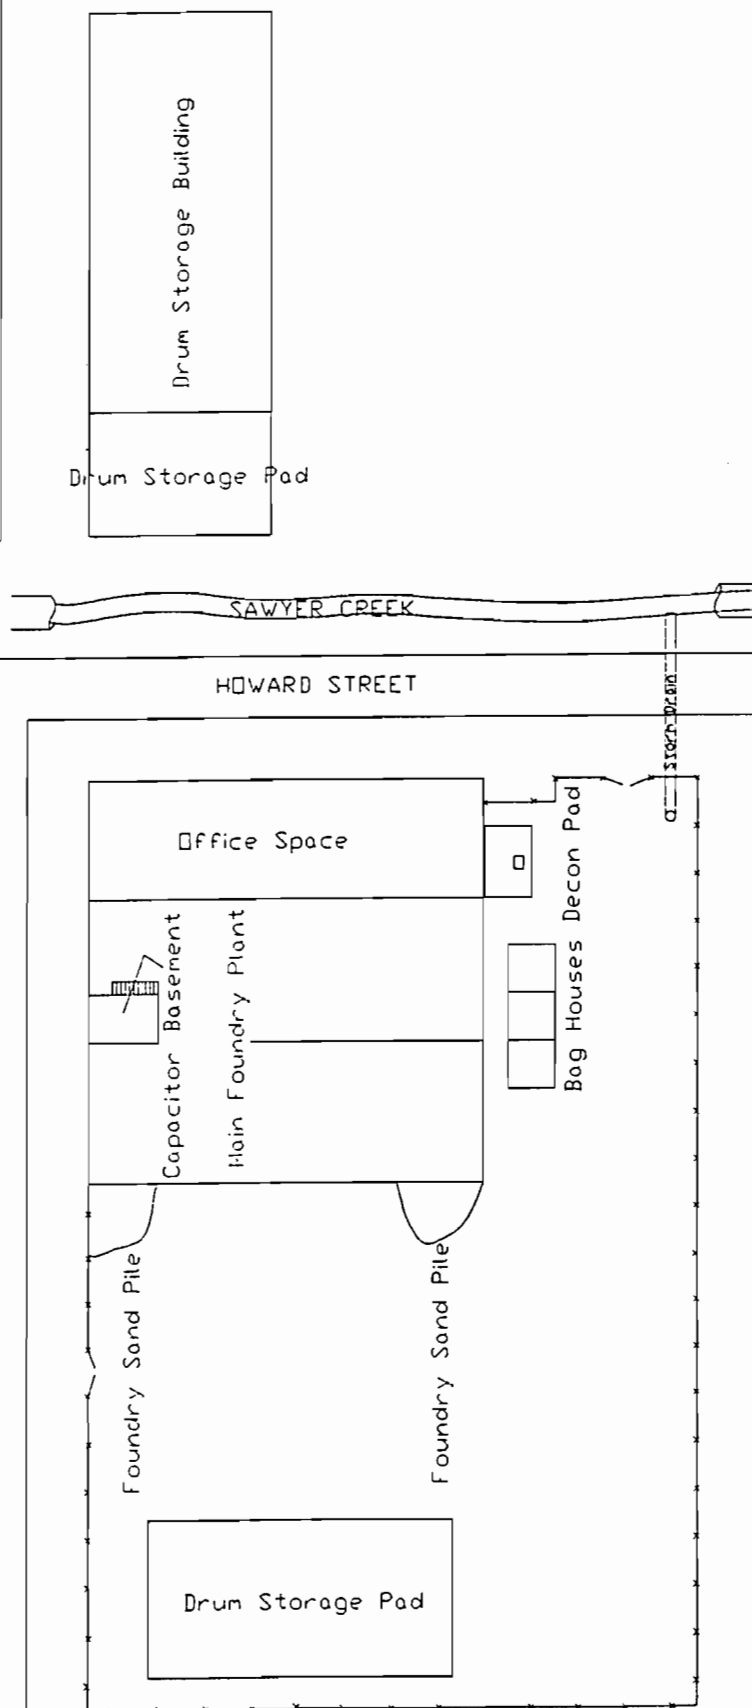 Drum Storage Building
Drum Storage Pad
SAWYER CREEK
HOWARD STREET
Storm Drain
Office Space
Decon Pad
Capacitor Basement
Main Foundry Plant
Bag Houses
Foundry Sand Pile
Foundry Sand Pile
Drum Storage Pad